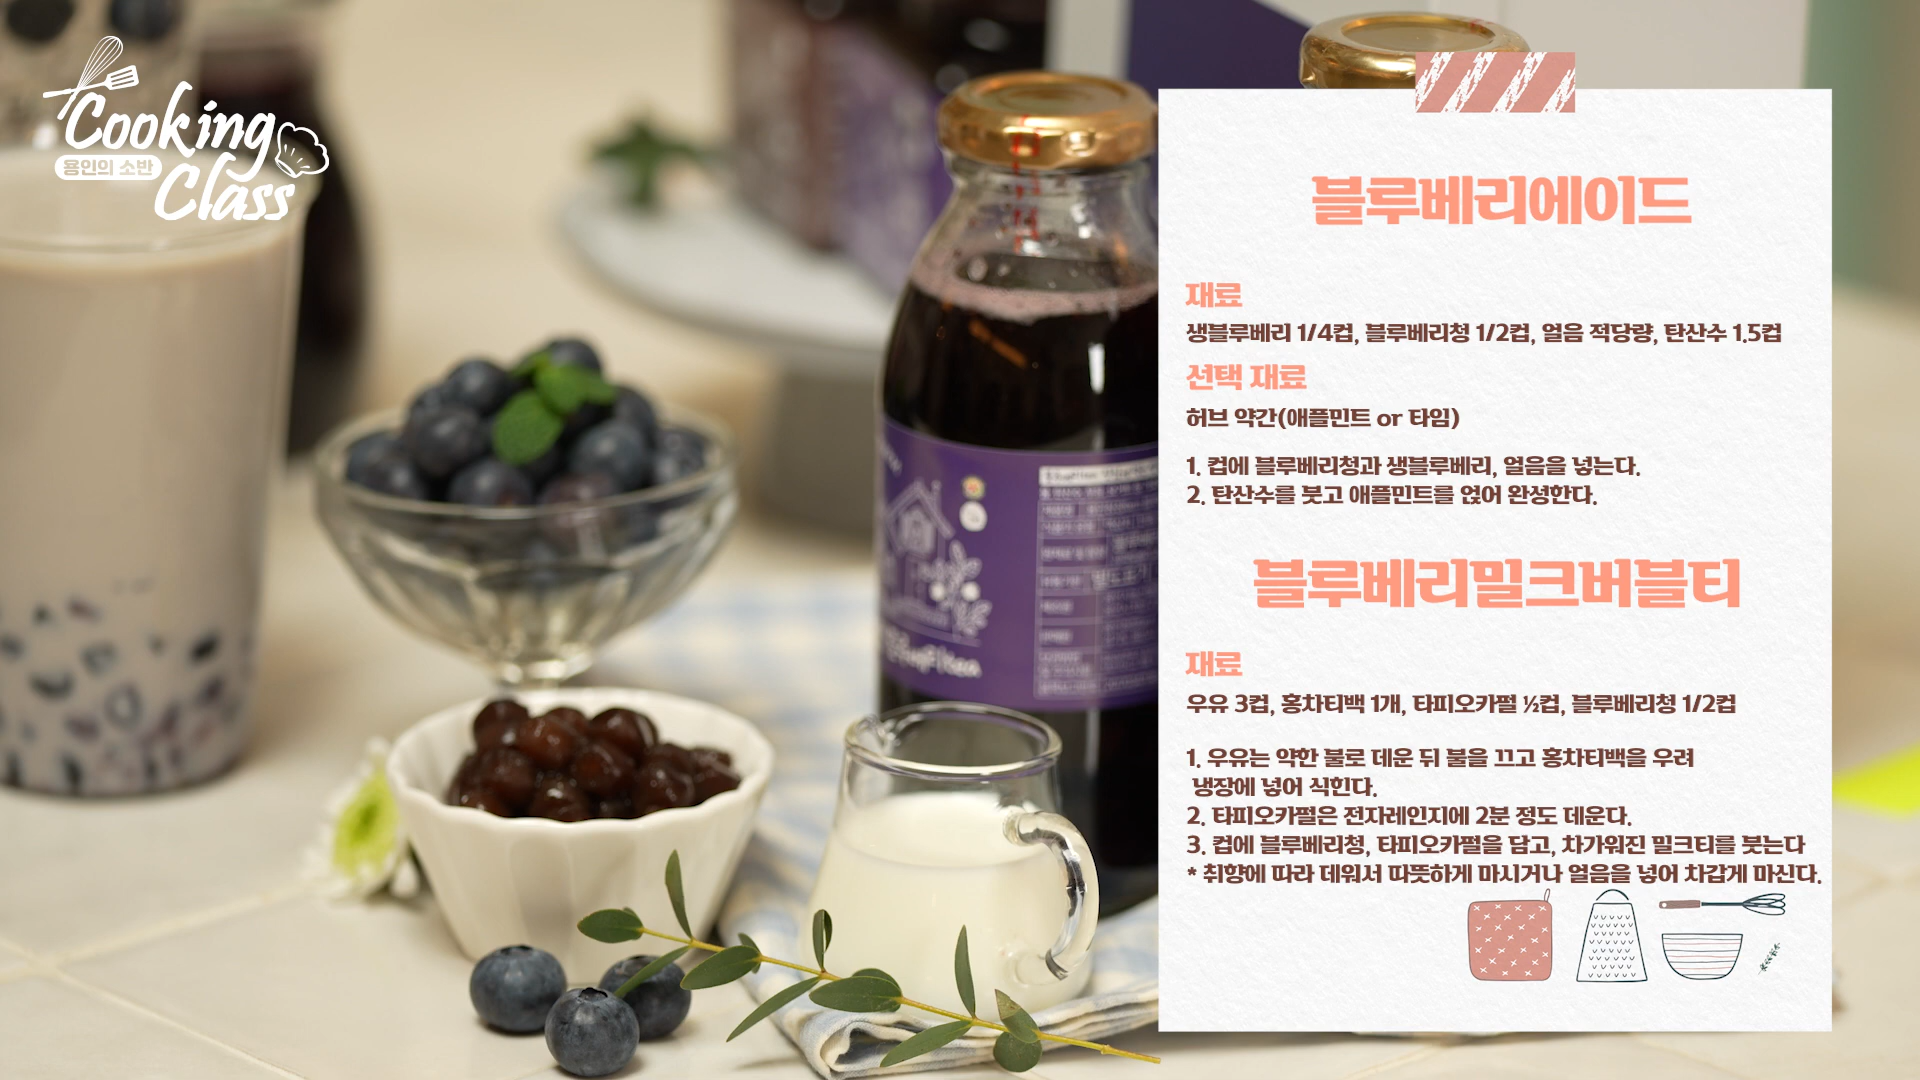 Cooking
용인의 소반
Class
블루베리에이드
재료
생블루베리 1/4컵, 블루베리청 1/2컵, 얼음 적당량, 탄산수 1.5컵
선택 재료
허브 약간(애플민트 or 타임)
1. 컵에 블루베리청과 생블루베리, 얼음을 넣는다.
2. 탄산수를 붓고 애플민트를 얹어 완성한다.
블루베리밀크버블티
재료
우유 3컵, 홍차티백 1개, 타피오카펄 ½컵, 블루베리청 1/2컵
1. 우유는 약한 불로 데운 뒤 불을 끄고 홍차티백을 우려
냉장에 넣어 식힌다.
2. 타피오카펄은 전자레인지에 2분 정도 데운다.
3. 컵에 블루베리청, 타피오카펄을 담고, 차가워진 밀크티를 붓는다
* 취향에 따라 데워서 따뜻하게 마시거나 얼음을 넣어 차갑게 마신다.